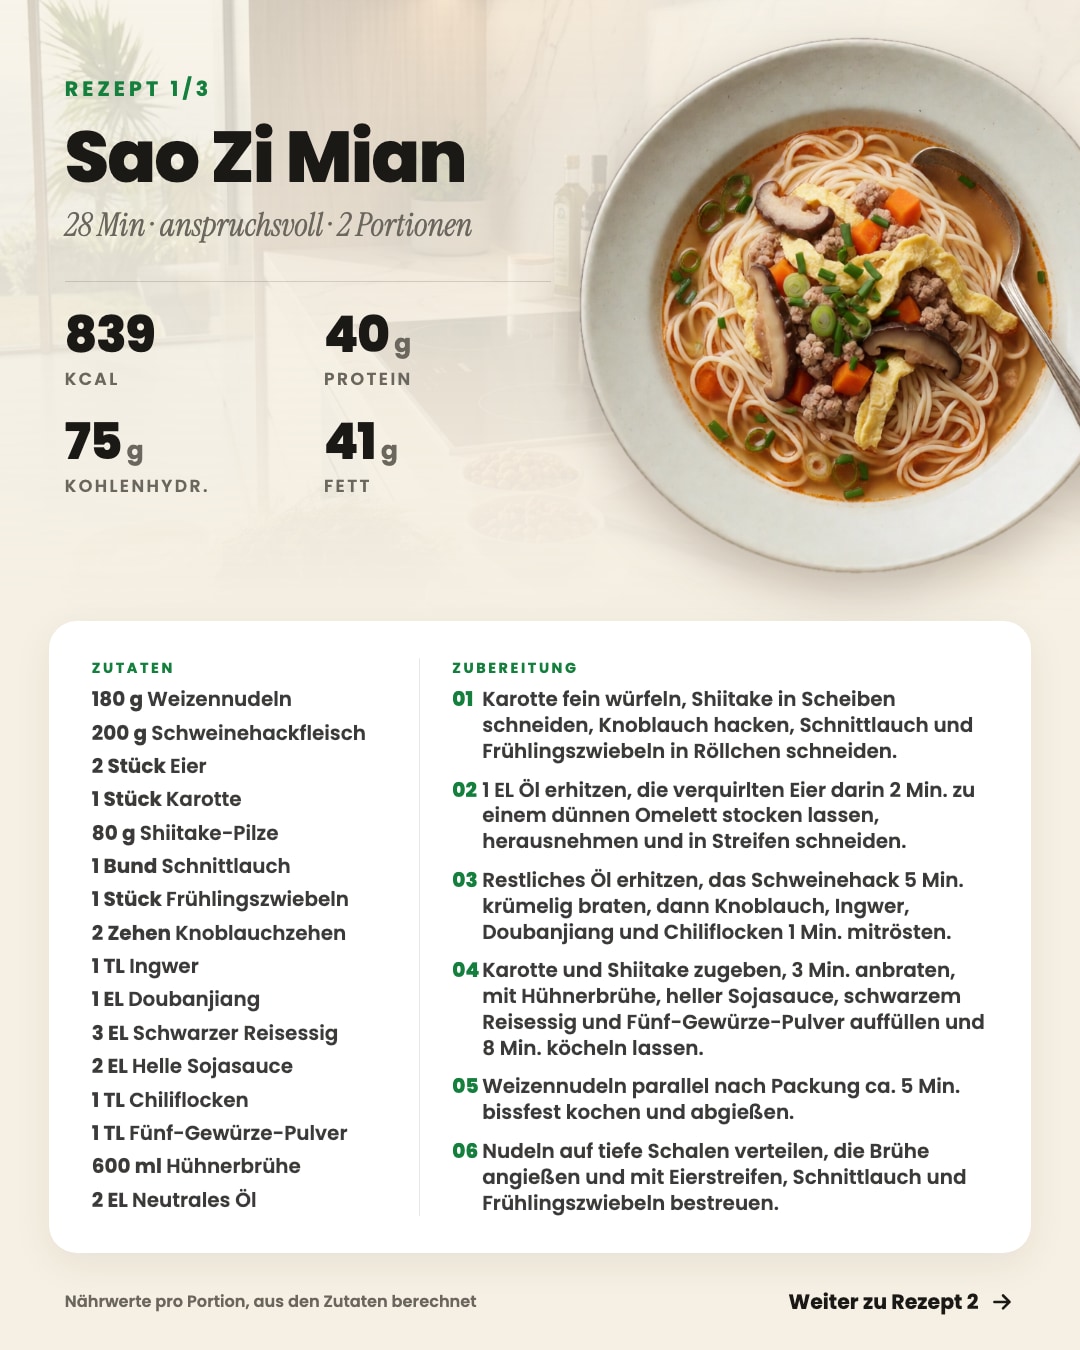 REZEPT 1/3
Sao Zi Mian
28 Min · anspruchsvoll · 2 Portionen
839
KCAL
40 g
PROTEIN
75 g
KOHLENHYDR.
41 g
FETT
ZUTATEN
180 g Weizennudeln
200 g Schweinehackfleisch
2 Stück Eier
1 Stück Karotte
80 g Shiitake-Pilze
1 Bund Schnittlauch
1 Stück Frühlingszwiebeln
2 Zehen Knoblauchzehen
1 TL Ingwer
1 EL Doubanjiang
3 EL Schwarzer Reisessig
2 EL Helle Sojasauce
1 TL Chiliflocken
1 TL Fünf-Gewürze-Pulver
600 ml Hühnerbrühe
2 EL Neutrales Öl
ZUBEREITUNG
01 Karotte fein würfeln, Shiitake in Scheiben
schneiden, Knoblauch hacken, Schnittlauch und
Frühlingszwiebeln in Röllchen schneiden.
02 1 EL Öl erhitzen, die verquirlten Eier darin 2 Min. zu
einem dünnen Omelett stocken lassen,
herausnehmen und in Streifen schneiden.
03 Restliches Öl erhitzen, das Schweinehack 5 Min.
krümelig braten, dann Knoblauch, Ingwer,
Doubanjiang und Chiliflocken 1 Min. mitrösten.
04 Karotte und Shiitake zugeben, 3 Min. anbraten,
mit Hühnerbrühe, heller Sojasauce, schwarzem
Reisessig und Fünf-Gewürze-Pulver auffüllen und
8 Min. köcheln lassen.
05 Weizennudeln parallel nach Packung ca. 5 Min.
bissfest kochen und abgießen.
06 Nudeln auf tiefe Schalen verteilen, die Brühe
angießen und mit Eierstreifen, Schnittlauch und
Frühlingszwiebeln bestreuen.
Nährwerte pro Portion, aus den Zutaten berechnet
Weiter zu Rezept 2 →